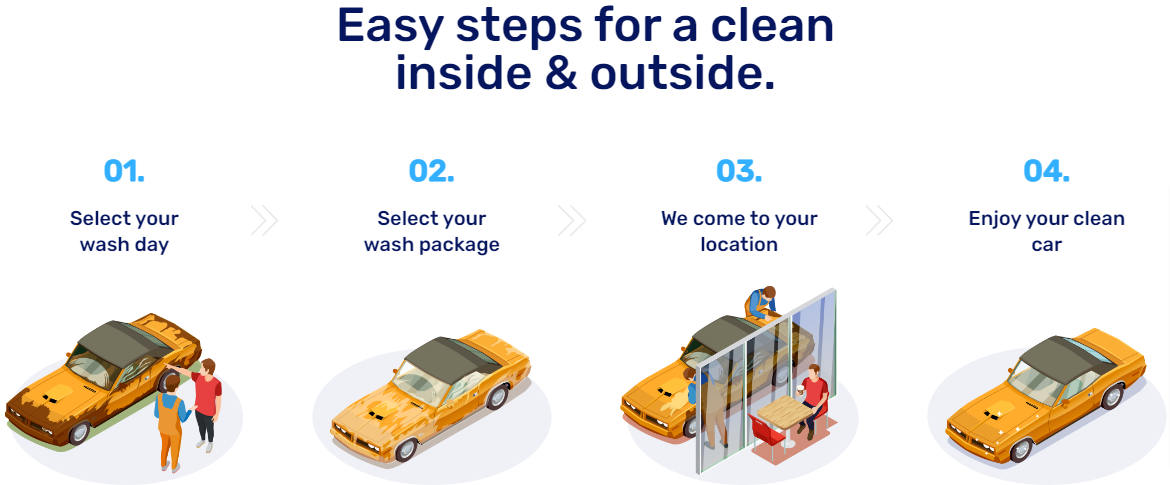 Easy steps for a clean
inside & outside.
01.
Select your
wash day
02.
Select your
wash package
03.
We come to your
location
04.
Enjoy your clean
car